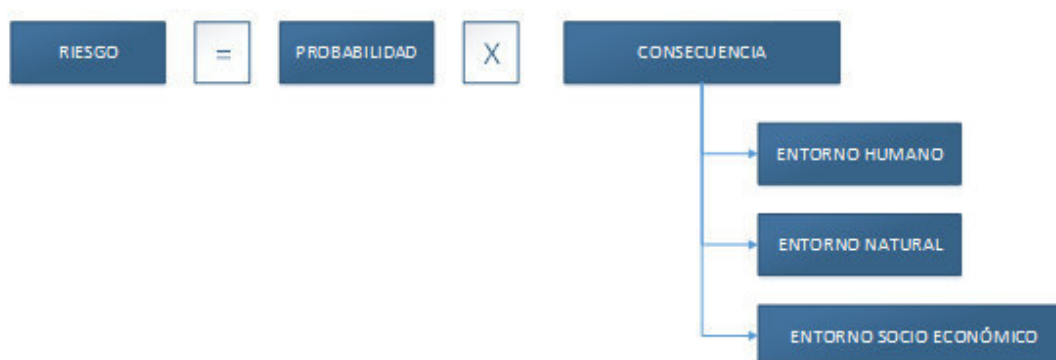 RIESGO = PROBABILIDAD X CONSECUENCIA
ENTORNO HUMANO
ENTORNO NATURAL
ENTORNO SOCIO ECONÓMICO